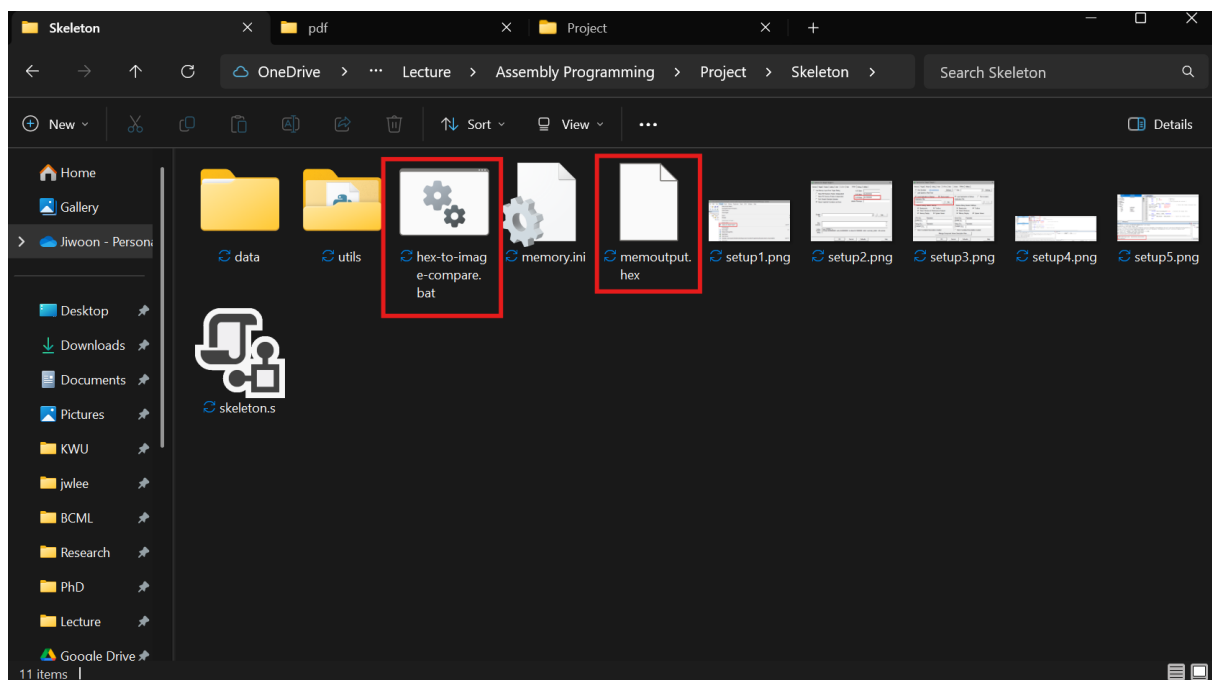 Skeleton
pdf
Project
OneDrive > ··· Lecture > Assembly Programming > Project > Skeleton >
Search Skeleton
New
Sort
View
···
Details
Home
Gallery
Jiwoon - Persona
Desktop
Downloads
Documents
Pictures
KWU
jwlee
BCML
Research
PhD
Lecture
Google Drive
data
utils
hex-to-imag
e-compare.
bat
memory.ini
memoutput.
hex
setup1.png
setup2.png
setup3.png
setup4.png
setup5.png
skeleton.s
11 items